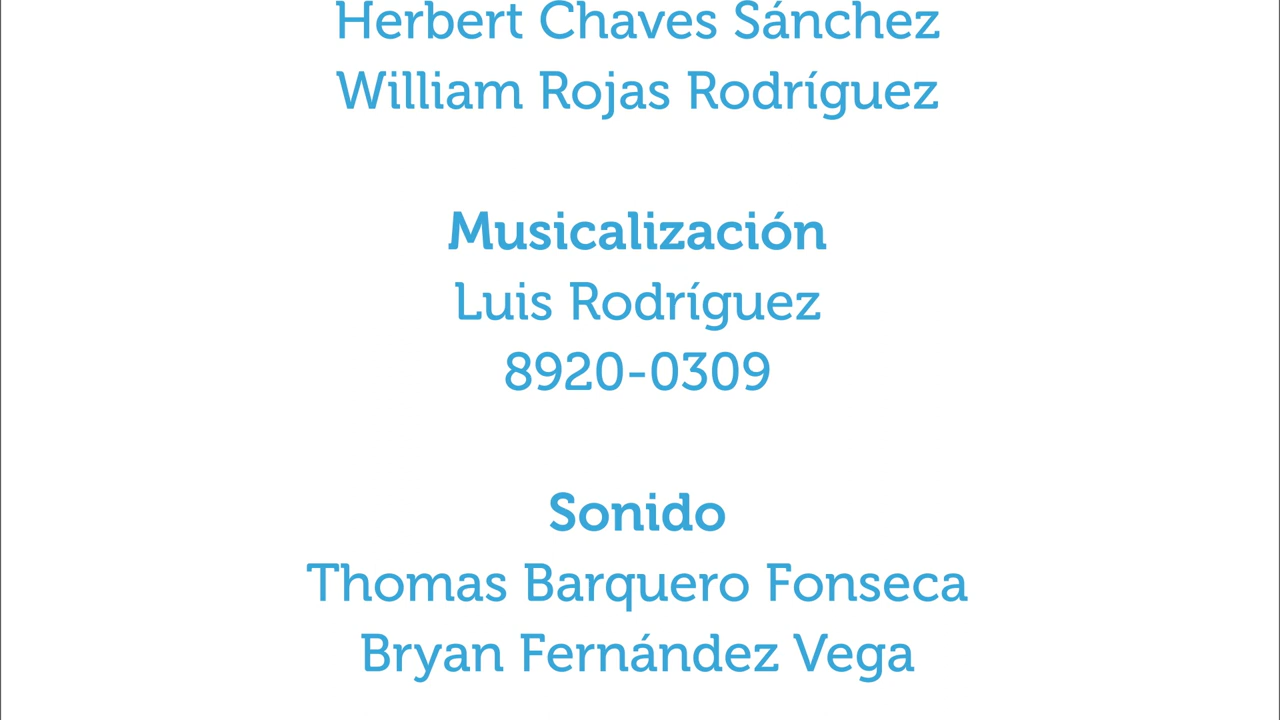 Herbert Chaves Sánchez
William Rojas Rodríguez
Musicalización
Luis Rodríguez
8920-0309
Sonido
Thomas Barquero Fonseca
Bryan Fernández Vega